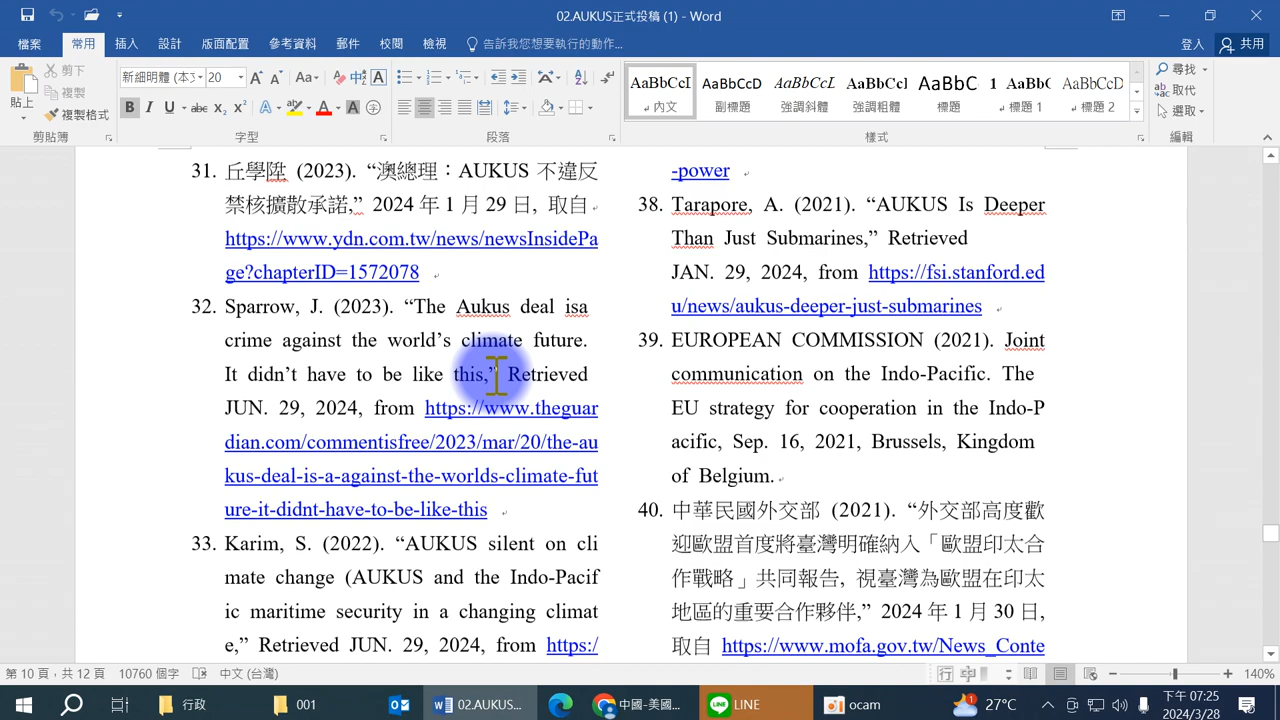 02.AUKUS正式投稿 (1) - Word
檔案 常用 插入 設計 版面配置 參考資料 郵件 校閱 檢視 告訴我您想要執行的動作... 登入 共用
貼上 剪下 複製 複製格式 剪貼簿
新細明體 (本文 20 字型
段落
AaBbCcI 內文
AaBbCcD 副標題
AaBbCcL 強調斜體
AaBbCcI 強調粗體
AaBbC 標題
1 AaBbC 標題 1
AaBbCcD 標題 2
樣式
尋找 取代 選取 編輯
31. 丘學陞 (2023). “澳總理：AUKUS 不違反
禁核擴散承諾,” 2024 年 1 月 29 日, 取自
https://www.ydn.com.tw/news/newsInsidePa
ge?chapterID=1572078
32. Sparrow, J. (2023). “The Aukus deal isa
crime against the world’s climate future.
It didn’t have to be like this,” Retrieved
JUN. 29, 2024, from https://www.theguar
dian.com/commentisfree/2023/mar/20/the-au
kus-deal-is-a-against-the-worlds-climate-fut
ure-it-didnt-have-to-be-like-this
33. Karim, S. (2022). “AUKUS silent on cli
mate change (AUKUS and the Indo-Pacif
ic maritime security in a changing climat
e,” Retrieved JUN. 29, 2024, from https:/
-power
38. Tarapore, A. (2021). “AUKUS Is Deeper
Than Just Submarines,” Retrieved
JAN. 29, 2024, from https://fsi.stanford.ed
u/news/aukus-deeper-just-submarines
39. EUROPEAN COMMISSION (2021). Joint
communication on the Indo-Pacific. The
EU strategy for cooperation in the Indo-P
acific, Sep. 16, 2021, Brussels, Kingdom
of Belgium.
40. 中華民國外交部 (2021). “外交部高度歡
迎歐盟首度將臺灣明確納入「歐盟印太合
作戰略」共同報告, 視臺灣為歐盟在印太
地區的重要合作夥伴,” 2024 年 1 月 30 日,
取自 https://www.mofa.gov.tw/News_Conte
第 10 頁，共 12 頁 10760 個字 中文 (台灣) 140%
行政 001 02.AUKUS正式投稿... 中國-美國... LINE ocam 27°C 下午 07:25
2024/3/28